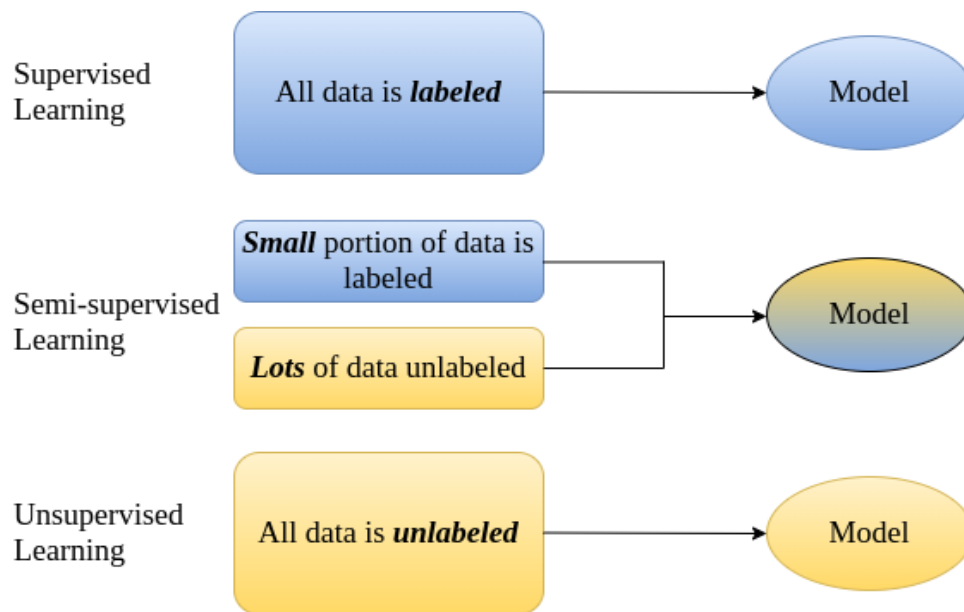 Supervised
Learning
All data is labeled
Model
Semi-supervised
Learning
Small portion of data is
labeled
Lots of data unlabeled
Model
Unsupervised
Learning
All data is unlabeled
Model